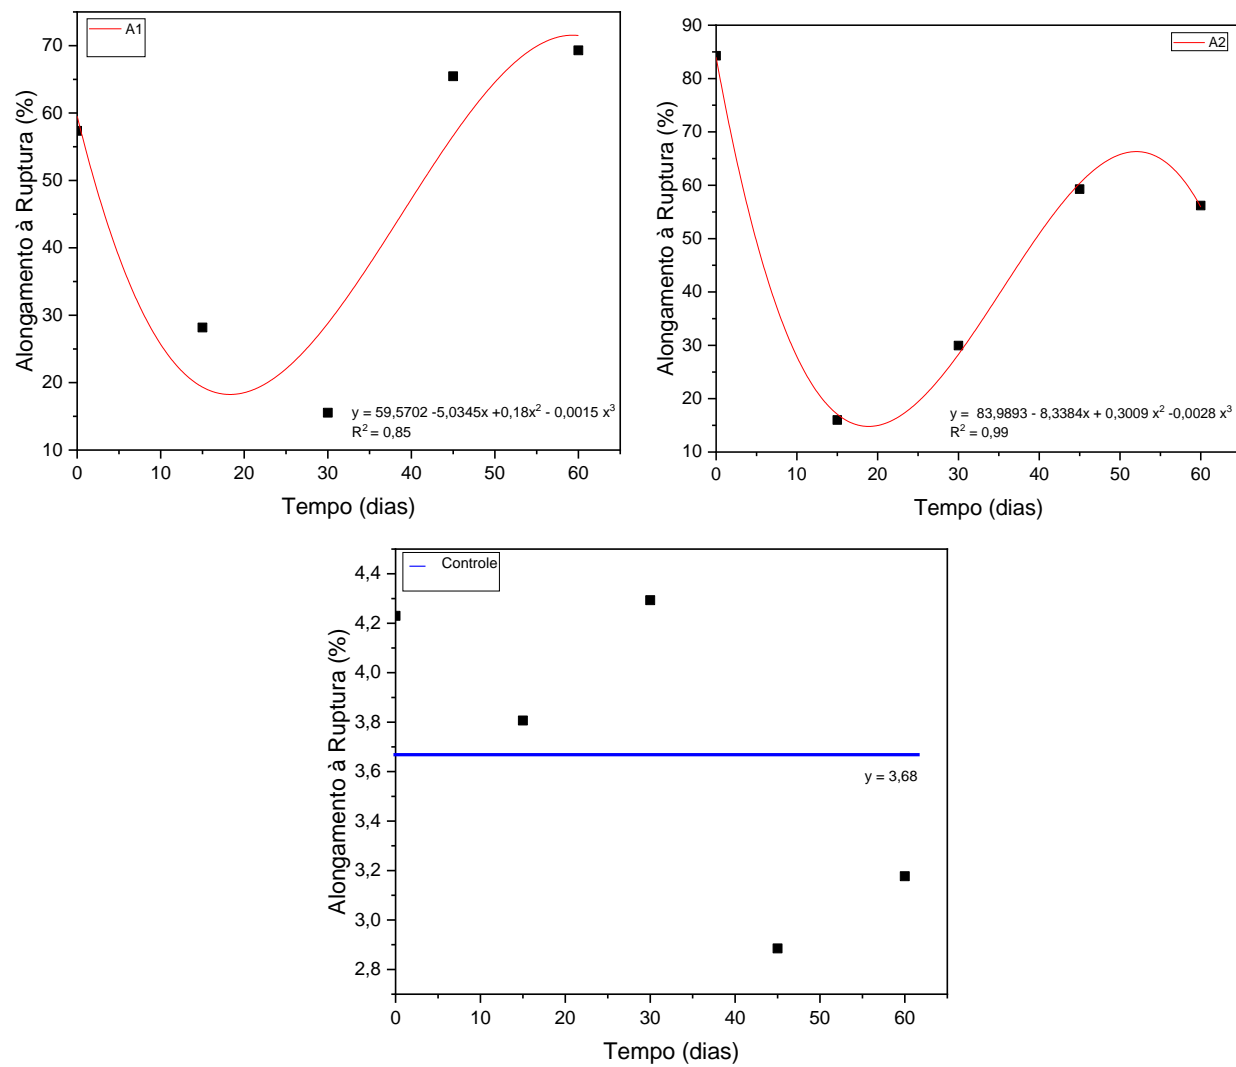 A1
70
60
50
40
30
20
10
Alongamento à Ruptura (%)
y = 59,5702 -5,0345x +0,18x² - 0,0015 x³
R² = 0,85
0 10 20 30 40 50 60
Tempo (dias)
A2
90
80
70
60
50
40
30
20
10
Alongamento à Ruptura (%)
y = 83,9893 - 8,3384x + 0,3009 x² -0,0028 x³
R² = 0,99
0 10 20 30 40 50 60
Tempo (dias)
Controle
4,4
4,2
4,0
3,8
3,6
3,4
3,2
3,0
2,8
Alongamento à Ruptura (%)
y = 3,68
0 10 20 30 40 50 60
Tempo (dias)